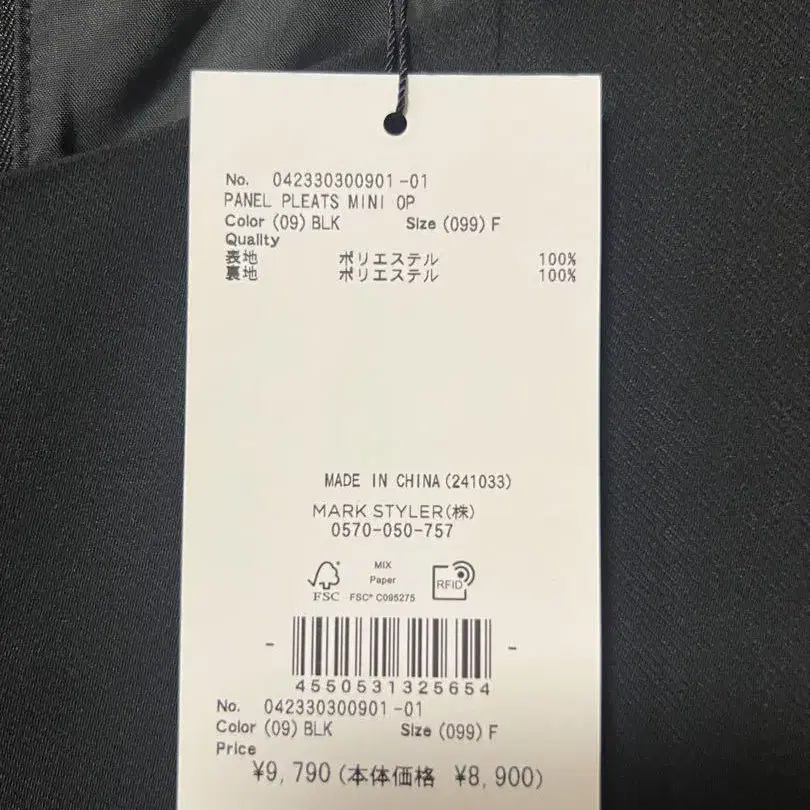 No. 042330300901-01
PANEL PLEATS MINI OP
Color (09) BLK Size (099) F
Quality
表地 ポリエステル 100%
裏地 ポリエステル 100%
MADE IN CHINA(241033)
MARK STYLER(株)
0570-050-757
FSC
MIX
Paper
FSC® C095275
RFID
4550531325654
No. 042330300901-01
Color (09) BLK Size (099) F
Price
¥9,790(本体価格 ¥8,900)